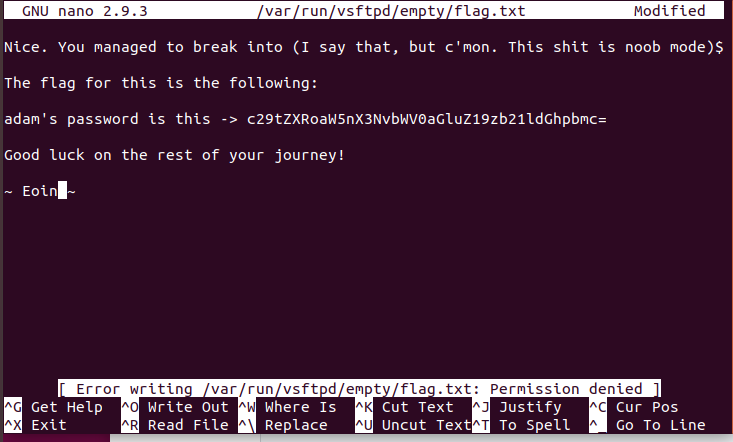 GNU nano 2.9.3 /var/run/vsftpd/empty/flag.txt Modified
Nice. You managed to break into (I say that, but c'mon. This shit is noob mode)$
The flag for this is the following:
adam's password is this -> c29tZXRoaW5nX3NvbWV0aGluZ19zb21ldGhpbmc=
Good luck on the rest of your journey!
~ Eoin ~
[ Error writing /var/run/vsftpd/empty/flag.txt: Permission denied ]
^G Get Help ^O Write Out ^W Where Is ^K Cut Text ^J Justify ^C Cur Pos
^X Exit ^R Read File ^\ Replace ^U Uncut Text ^T To Spell ^_ Go To Line